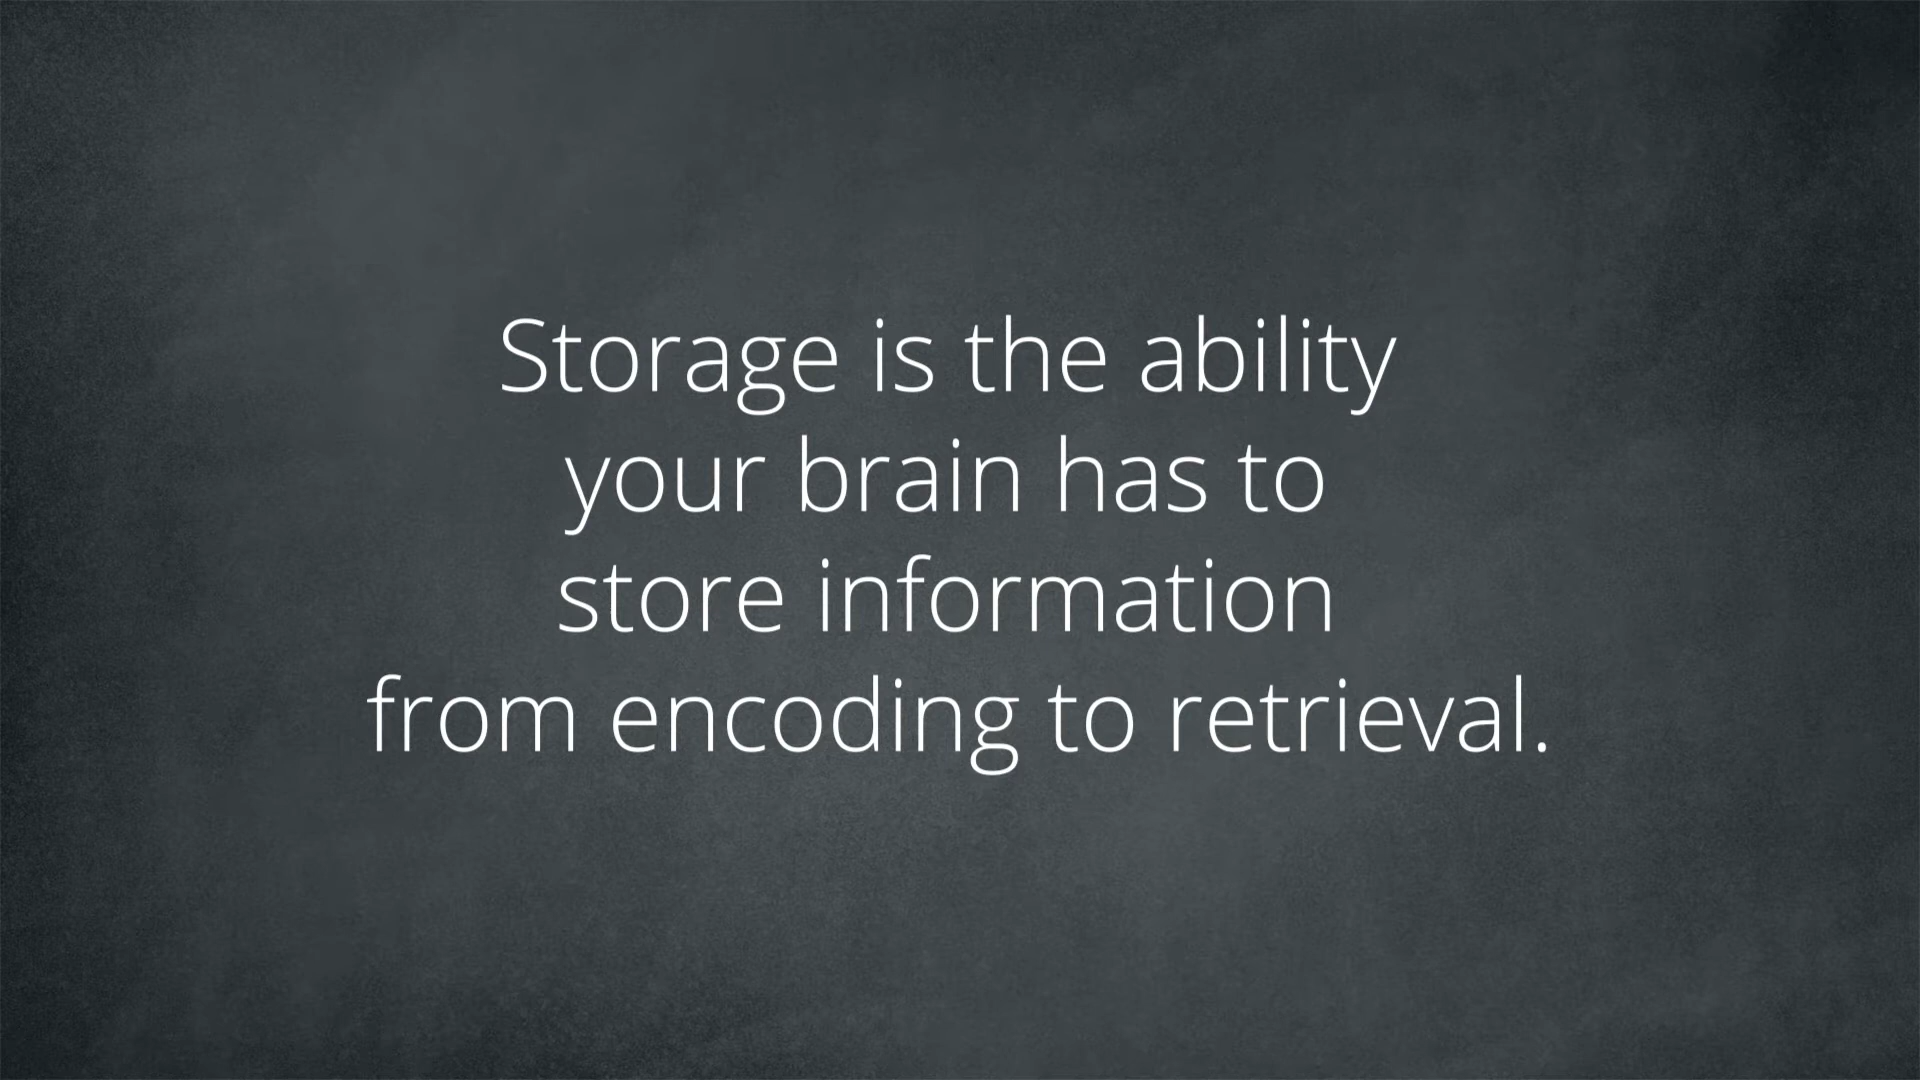 Storage is the ability
your brain has to
store information
from encoding to retrieval.